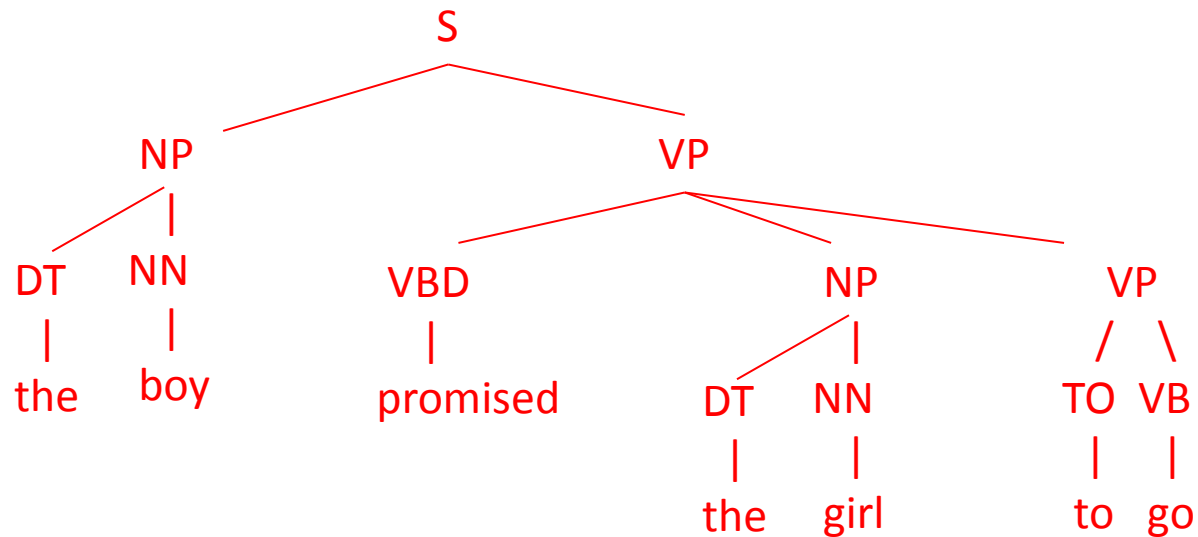 S
NP VP
DT NN VBD NP VP
the boy promised DT NN TO VB
the girl to go